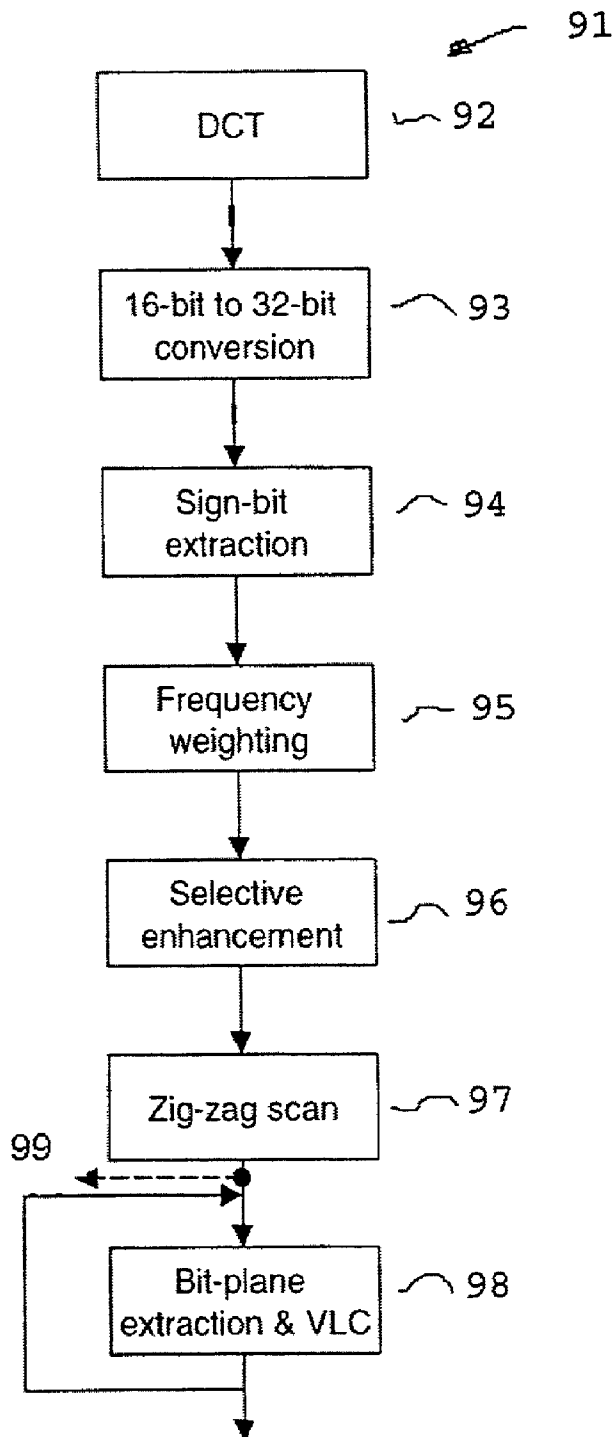 91
DCT
92
16-bit to 32-bit
conversion
93
Sign-bit
extraction
94
Frequency
weighting
95
Selective
enhancement
96
Zig-zag scan
97
99
Bit-plane
extraction & VLC
98